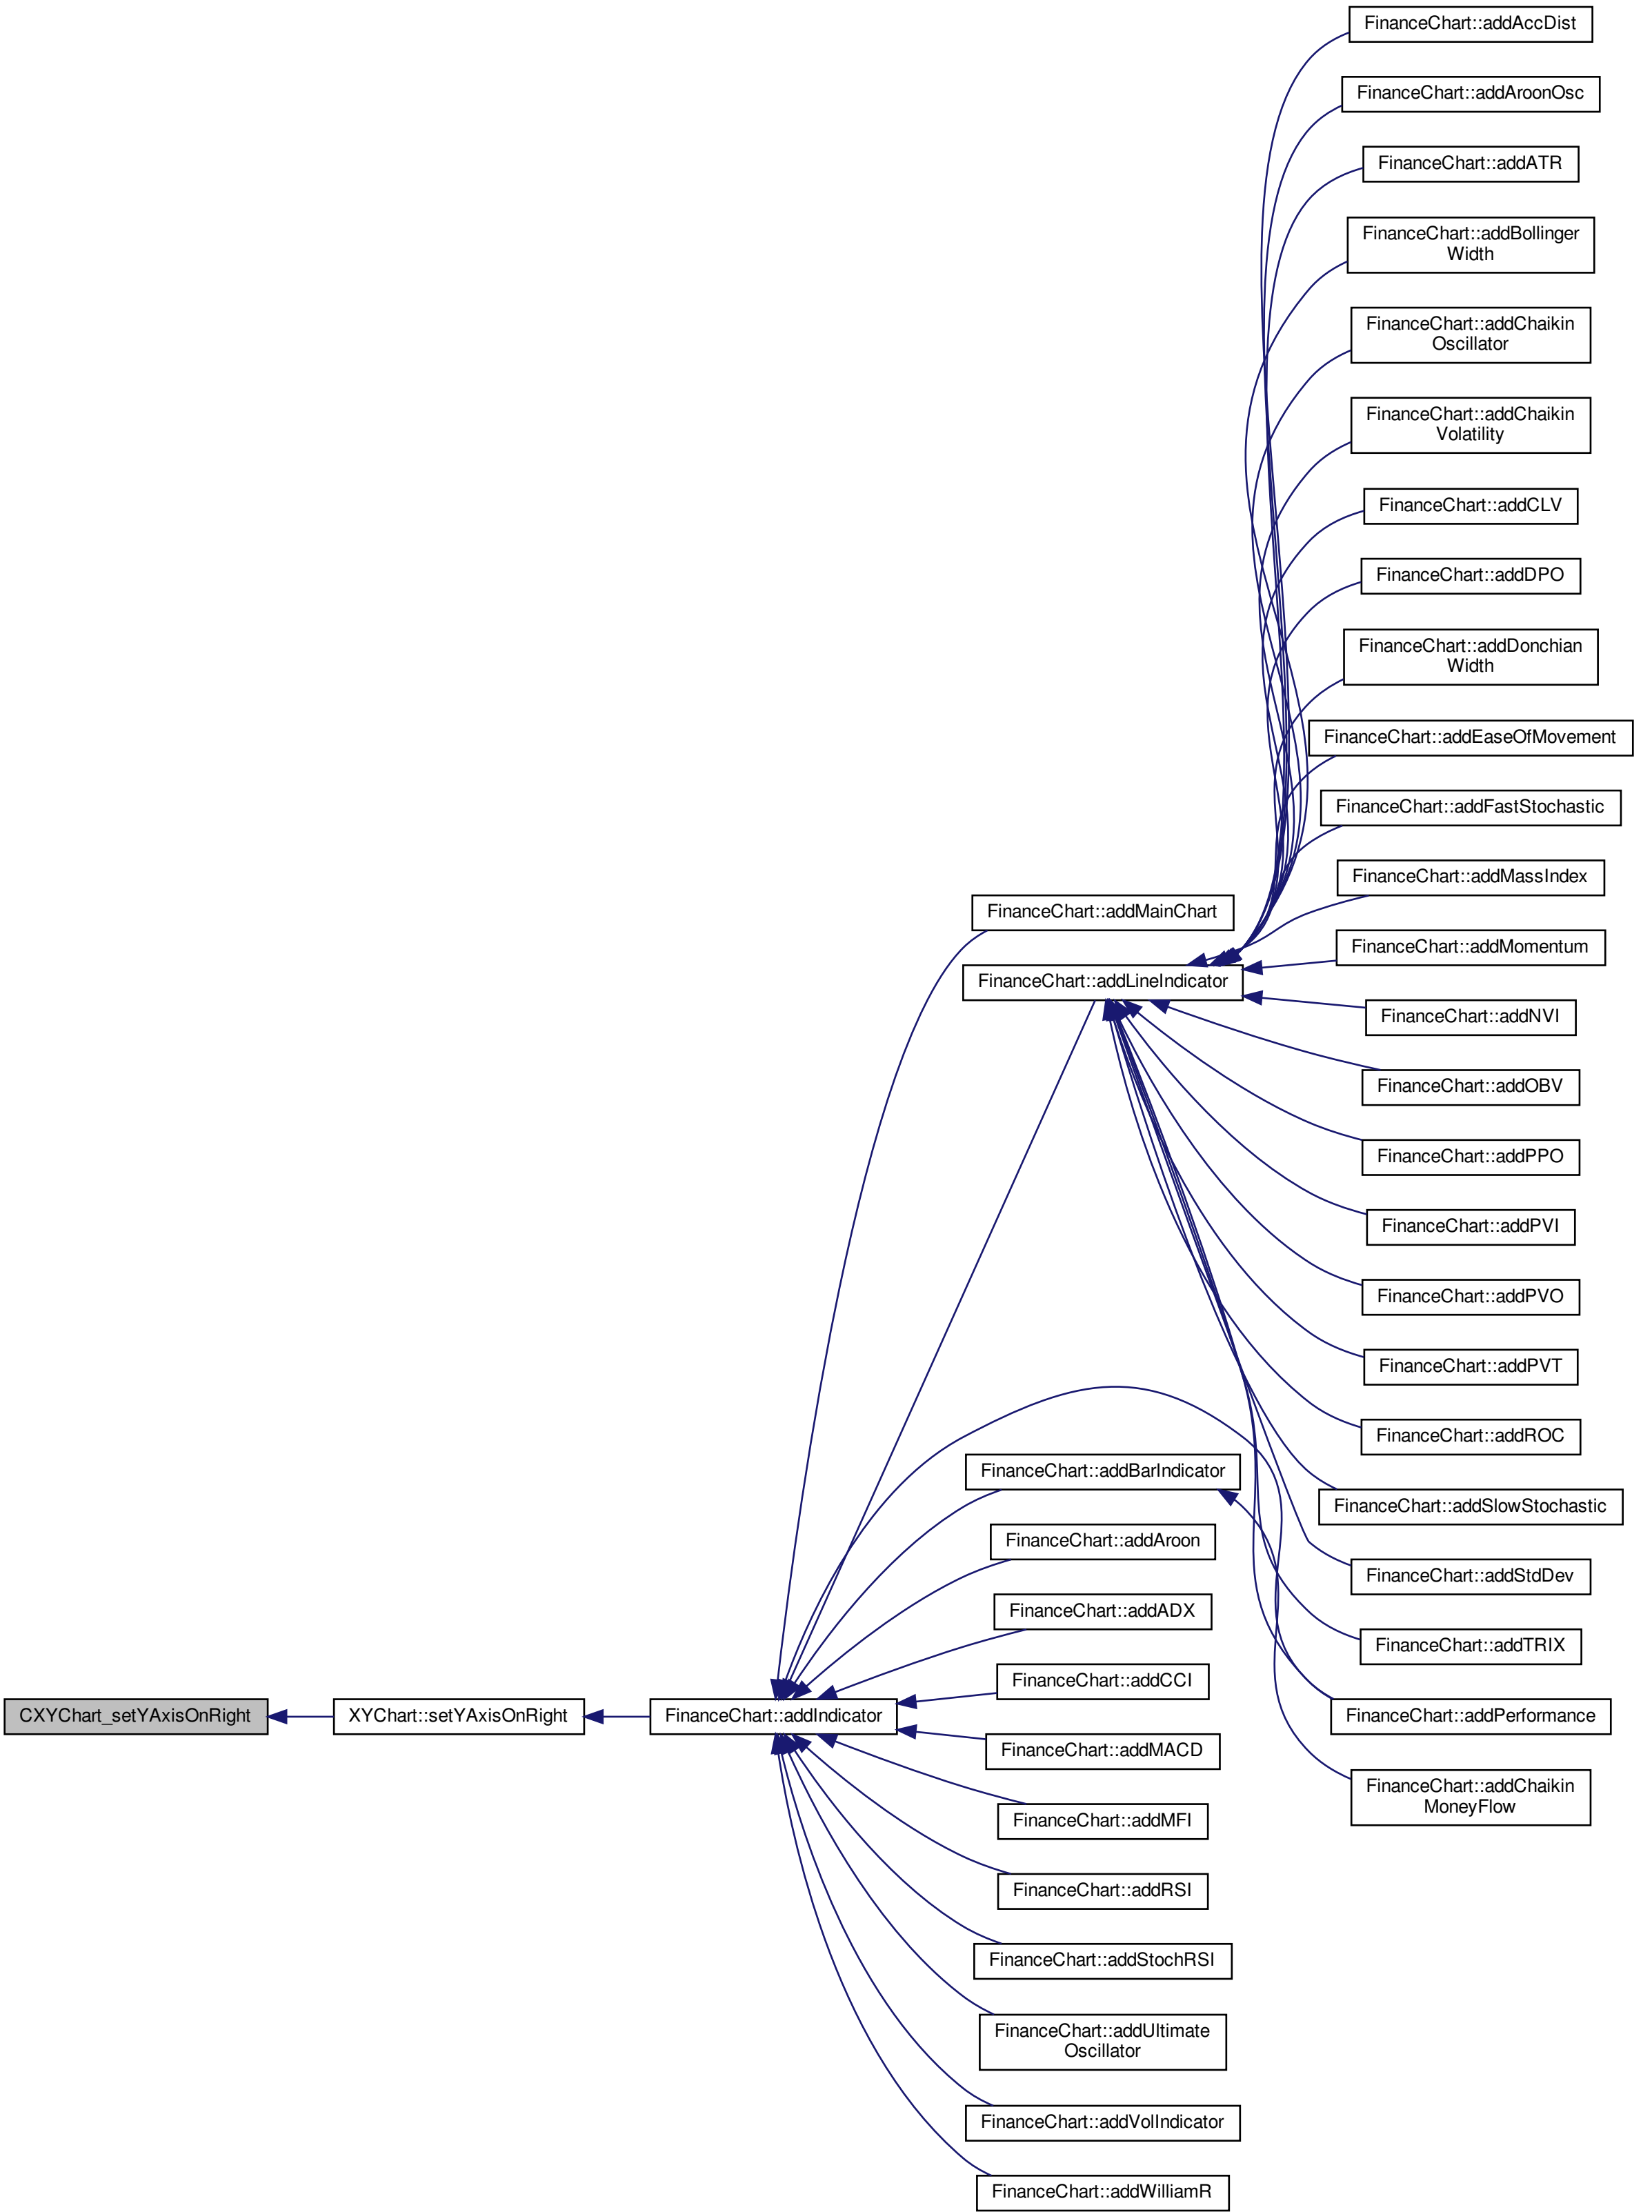 FinanceChart::addAccDist
FinanceChart::addAroonOsc
FinanceChart::addATR
FinanceChart::addBollinger
Width
FinanceChart::addChaikin
Oscillator
FinanceChart::addChaikin
Volatility
FinanceChart::addCLV
FinanceChart::addDPO
FinanceChart::addDonchian
Width
FinanceChart::addEaseOfMovement
FinanceChart::addFastStochastic
FinanceChart::addMassIndex
FinanceChart::addMainChart
FinanceChart::addMomentum
FinanceChart::addLineIndicator
FinanceChart::addNVI
FinanceChart::addOBV
FinanceChart::addPPO
FinanceChart::addPVI
FinanceChart::addPVO
FinanceChart::addPVT
FinanceChart::addROC
FinanceChart::addBarIndicator
FinanceChart::addSlowStochastic
FinanceChart::addAroon
FinanceChart::addStdDev
FinanceChart::addADX
FinanceChart::addTRIX
FinanceChart::addCCI
CXYChart_setYAxisOnRight
XYChart::setYAxisOnRight
FinanceChart::addIndicator
FinanceChart::addPerformance
FinanceChart::addMACD
FinanceChart::addChaikin
MoneyFlow
FinanceChart::addMFI
FinanceChart::addRSI
FinanceChart::addStochRSI
FinanceChart::addUltimate
Oscillator
FinanceChart::addVolIndicator
FinanceChart::addWilliamR